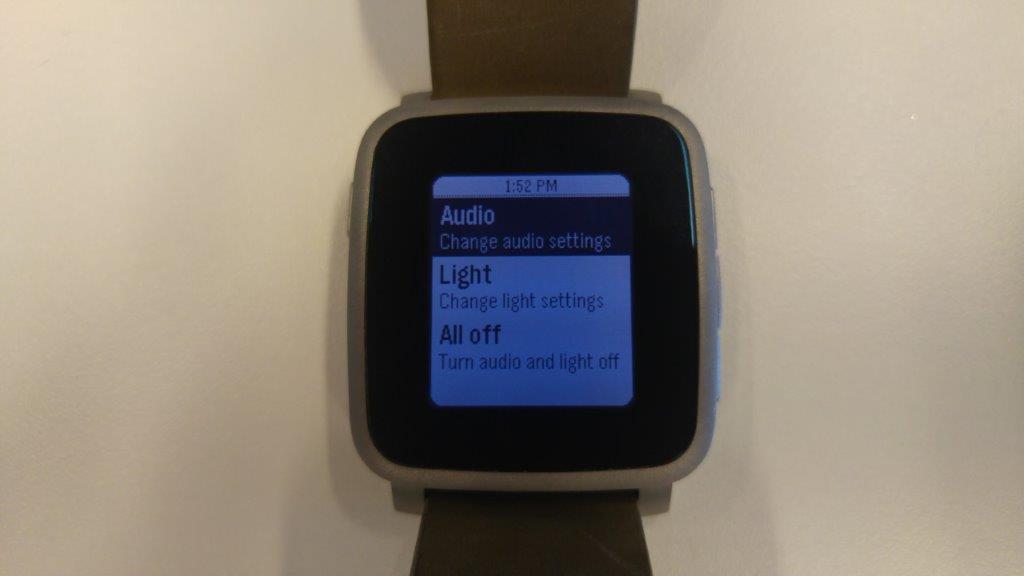 1:52 PM
Audio
Change audio settings
Light
Change light settings
All off
Turn audio and light off